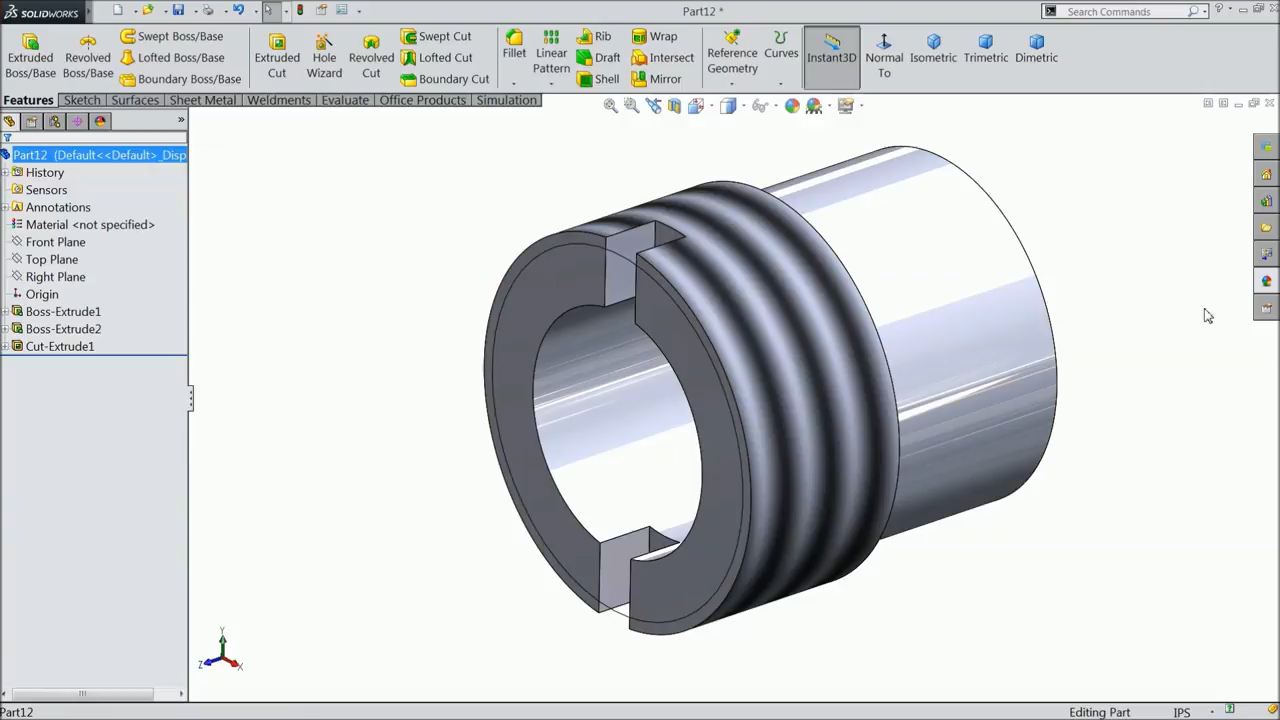 SOLIDWORKS
Part12 *
Search Commands
Extruded Boss/Base
Revolved Boss/Base
Swept Boss/Base
Lofted Boss/Base
Boundary Boss/Base
Extruded Cut
Hole Wizard
Revolved Cut
Swept Cut
Lofted Cut
Boundary Cut
Fillet
Linear Pattern
Rib
Draft
Shell
Wrap
Intersect
Mirror
Reference Geometry
Curves
Instant3D
Normal To
Isometric
Trimetric
Dimetric
Features Sketch Surfaces Sheet Metal Weldments Evaluate Office Products Simulation
Part12 (Default<<Default>_Disp
History
Sensors
Annotations
Material <not specified>
Front Plane
Top Plane
Right Plane
Origin
Boss-Extrude1
Boss-Extrude2
Cut-Extrude1
Y
Z
X
Part12
Editing Part
IPS